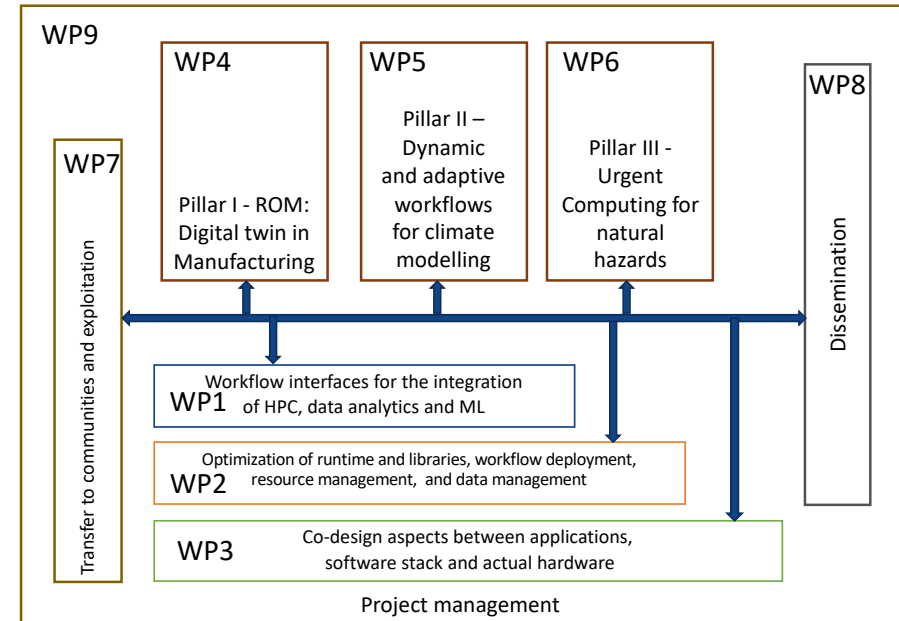 WP9
WP4
Pillar I - ROM:
Digital twin in
Manufacturing
WP5
Pillar II –
Dynamic
and adaptive
workflows
for climate
modelling
WP6
Pillar III -
Urgent
Computing for
natural
hazards
WP8
Dissemination
WP7
Transfer to communities and exploitation
Workflow interfaces for the integration
of HPC, data analytics and ML
WP1
Optimization of runtime and libraries, workflow deployment,
resource management, and data management
WP2
Co-design aspects between applications,
software stack and actual hardware
WP3
Project management